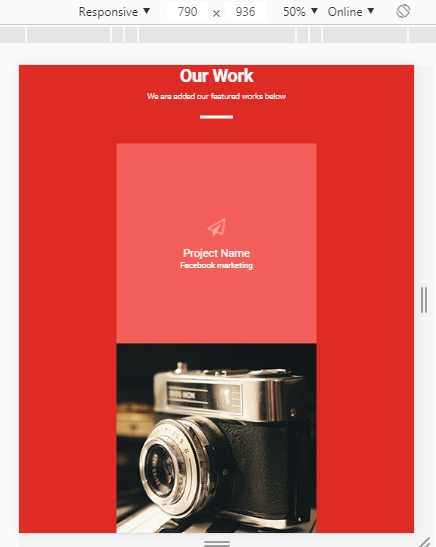 Responsive ▼ 790 × 936 50% ▼ Online ▼
Our Work
We are added our featured works below
Project Name
Facebook marketing